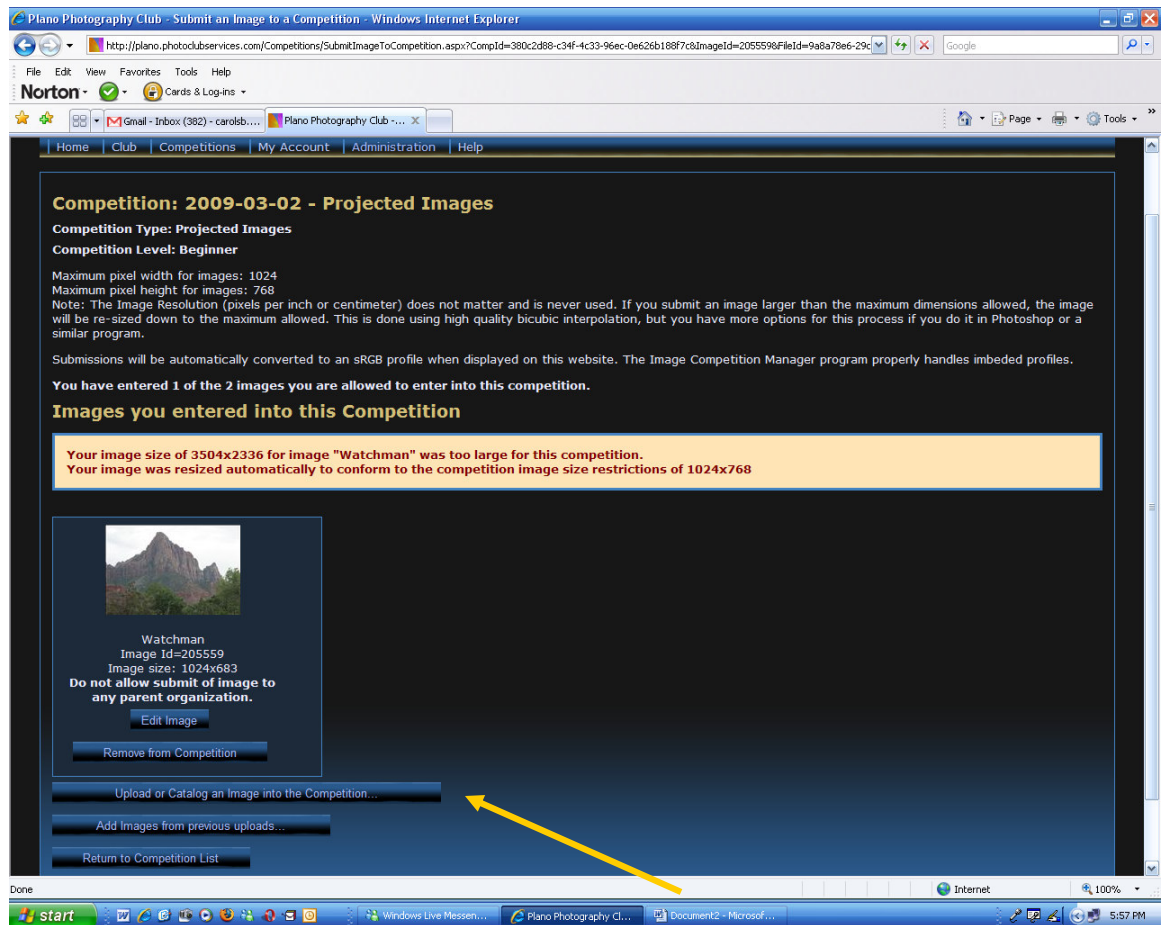 Plano Photography Club - Submit an Image to a Competition - Windows Internet Explorer
http://plano.photoclubservices.com/Competitions/SubmitImageToCompetition.aspx?CompId=380c2d88-c34f-4c33-96ec-0e626b188f7c&ImageId=205559&FileId=9a8a78e6-29c
Google
File Edit View Favorites Tools Help
Norton Cards & Log-ins
Gmail - Inbox (382) - carolsb.... Plano Photography Club -... X Page Tools
Home Club Competitions My Account Administration Help
Competition: 2009-03-02 - Projected Images
Competition Type: Projected Images
Competition Level: Beginner
Maximum pixel width for images: 1024
Maximum pixel height for images: 768
Note: The Image Resolution (pixels per inch or centimeter) does not matter and is never used. If you submit an image larger than the maximum dimensions allowed, the image
will be re-sized down to the maximum allowed. This is done using high quality bicubic interpolation, but you have more options for this process if you do it in Photoshop or a
similar program.
Submissions will be automatically converted to an sRGB profile when displayed on this website. The Image Competition Manager program properly handles imbeded profiles.
You have entered 1 of the 2 images you are allowed to enter into this competition.
Images you entered into this Competition
Your image size of 3504x2336 for image "Watchman" was too large for this competition.
Your image was resized automatically to conform to the competition image size restrictions of 1024x768
Watchman
Image Id=205559
Image size: 1024x683
Do not allow submit of image to
any parent organization.
Edit Image
Remove from Competition
Upload or Catalog an Image into the Competition...
Add Images from previous uploads...
Return to Competition List
Done Internet 100%
start Windows Live Messen... Plano Photography Cl... Document2 - Microsof... 5:57 PM